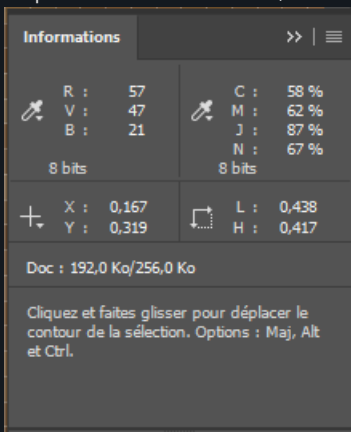 Informations
R : 57
V : 47
B : 21
8 bits
C : 58 %
M : 62 %
J : 87 %
N : 67 %
8 bits
X : 0,167
Y : 0,319
L : 0,438
H : 0,417
Doc : 192,0 Ko/256,0 Ko
Cliquez et faites glisser pour déplacer le
contour de la sélection. Options : Maj, Alt
et Ctrl.